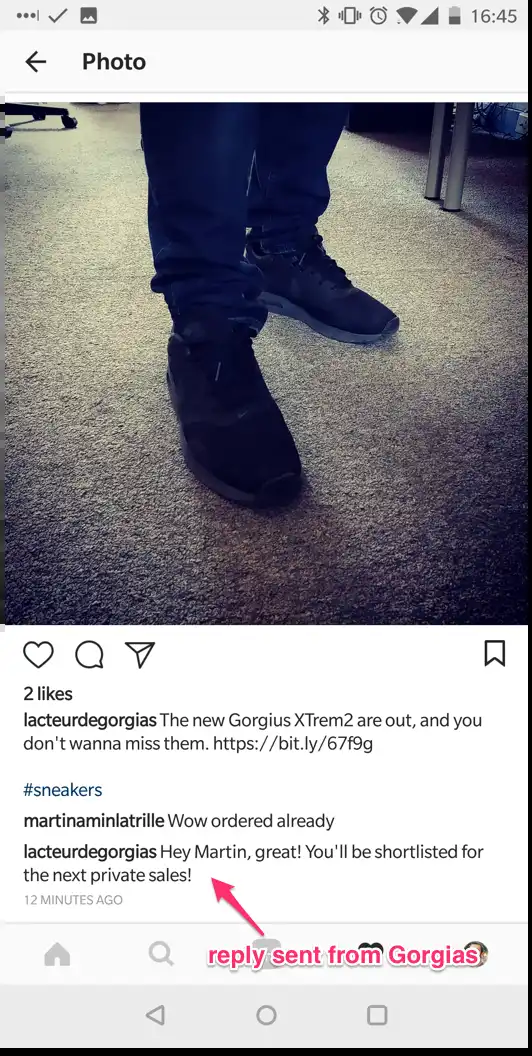 16:45
Photo
2 likes
lacteurdegorgias The new Gorgius XTrem2 are out, and you
don't wanna miss them. https://bit.ly/67f9g
#sneakers
martinaminlatrille Wow ordered already
lacteurdegorgias Hey Martin, great! You'll be shortlisted for
the next private sales!
12 MINUTES AGO
reply sent from Gorgias